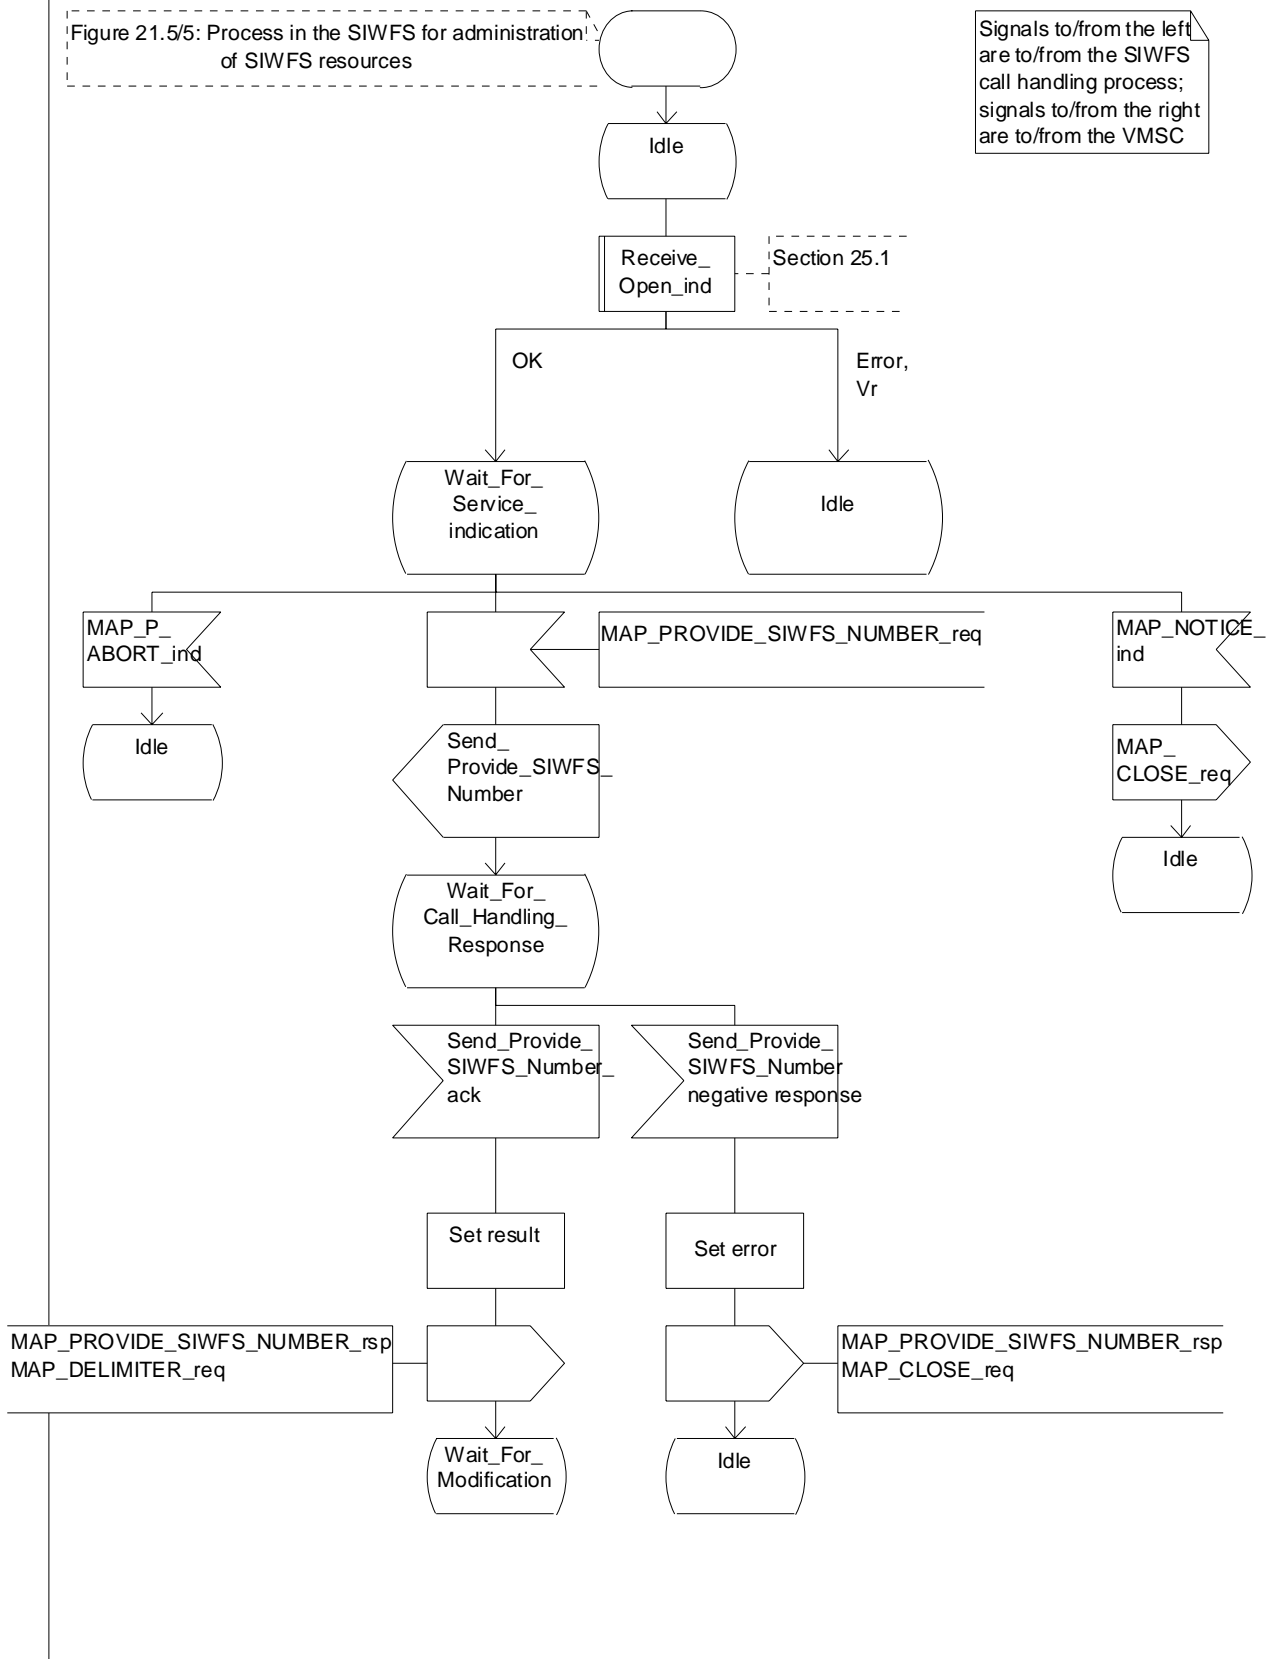 Figure 21.5/5: Process in the SIWFS for administration
of SIWFS resources
Signals to/from the left
are to/from the SIWFS
call handling process;
signals to/from the right
are to/from the VMSC
Idle
Receive_
Open_ind
Section 25.1
OK
Error,
Vr
Wait_For_
Service_
indication
Idle
MAP_P_
ABORT_ind
MAP_PROVIDE_SIWFS_NUMBER_req
MAP_NOTICE_
ind
Idle
Send_
Provide_SIWFS_
Number
MAP_
CLOSE_req
Idle
Wait_For_
Call_Handling_
Response
Send_Provide_
SIWFS_Number_
ack
Send_Provide_
SIWFS_Number
negative response
Set result
Set error
MAP_PROVIDE_SIWFS_NUMBER_rsp
MAP_DELIMITER_req
MAP_PROVIDE_SIWFS_NUMBER_rsp
MAP_CLOSE_req
Wait_For_
Modification
Idle